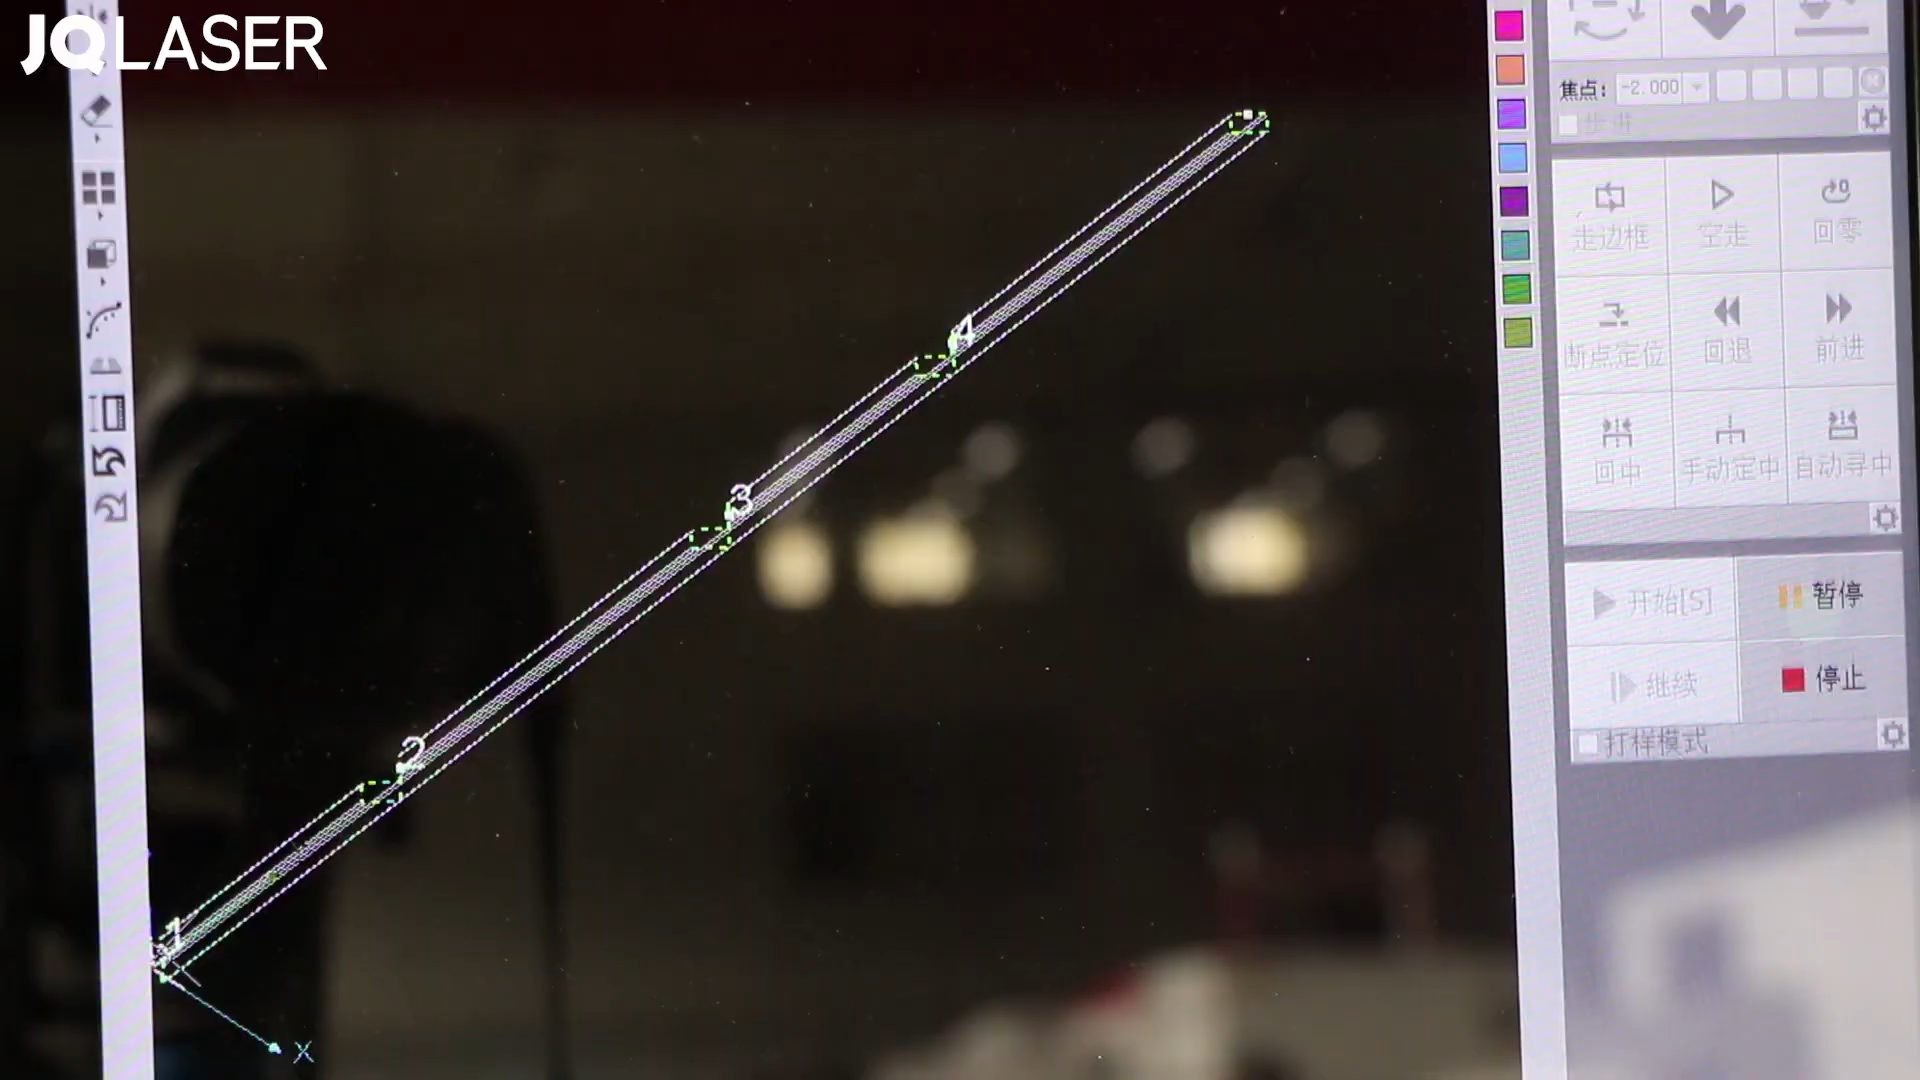 JQLASER
焦点: -2.000
步进
走边框 空走 回零
断点定位 回退 前进
回中 手动定中 自动寻中
开始[S] 暂停
继续 停止
打样模式
4
3
2
1
X